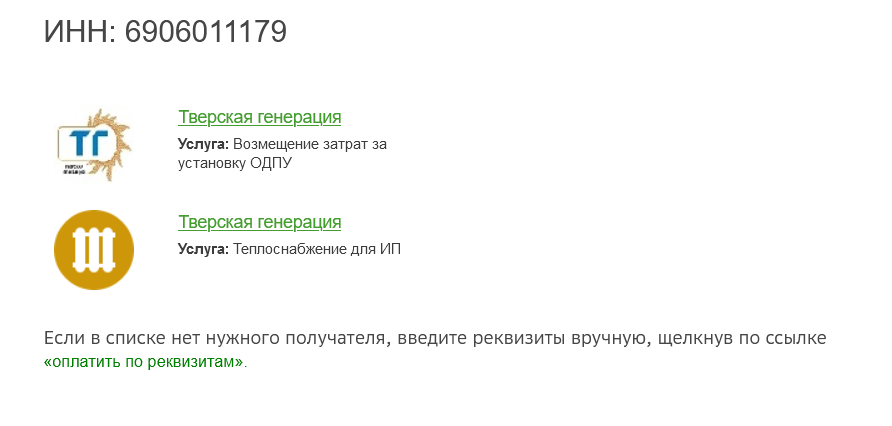 ИНН: 6906011179
ТГ
Тверская генерация
Услуга: Возмещение затрат за
установку ОДПУ
Тверская генерация
Услуга: Теплоснабжение для ИП
Если в списке нет нужного получателя, введите реквизиты вручную, щелкнув по ссылке
«оплатить по реквизитам».